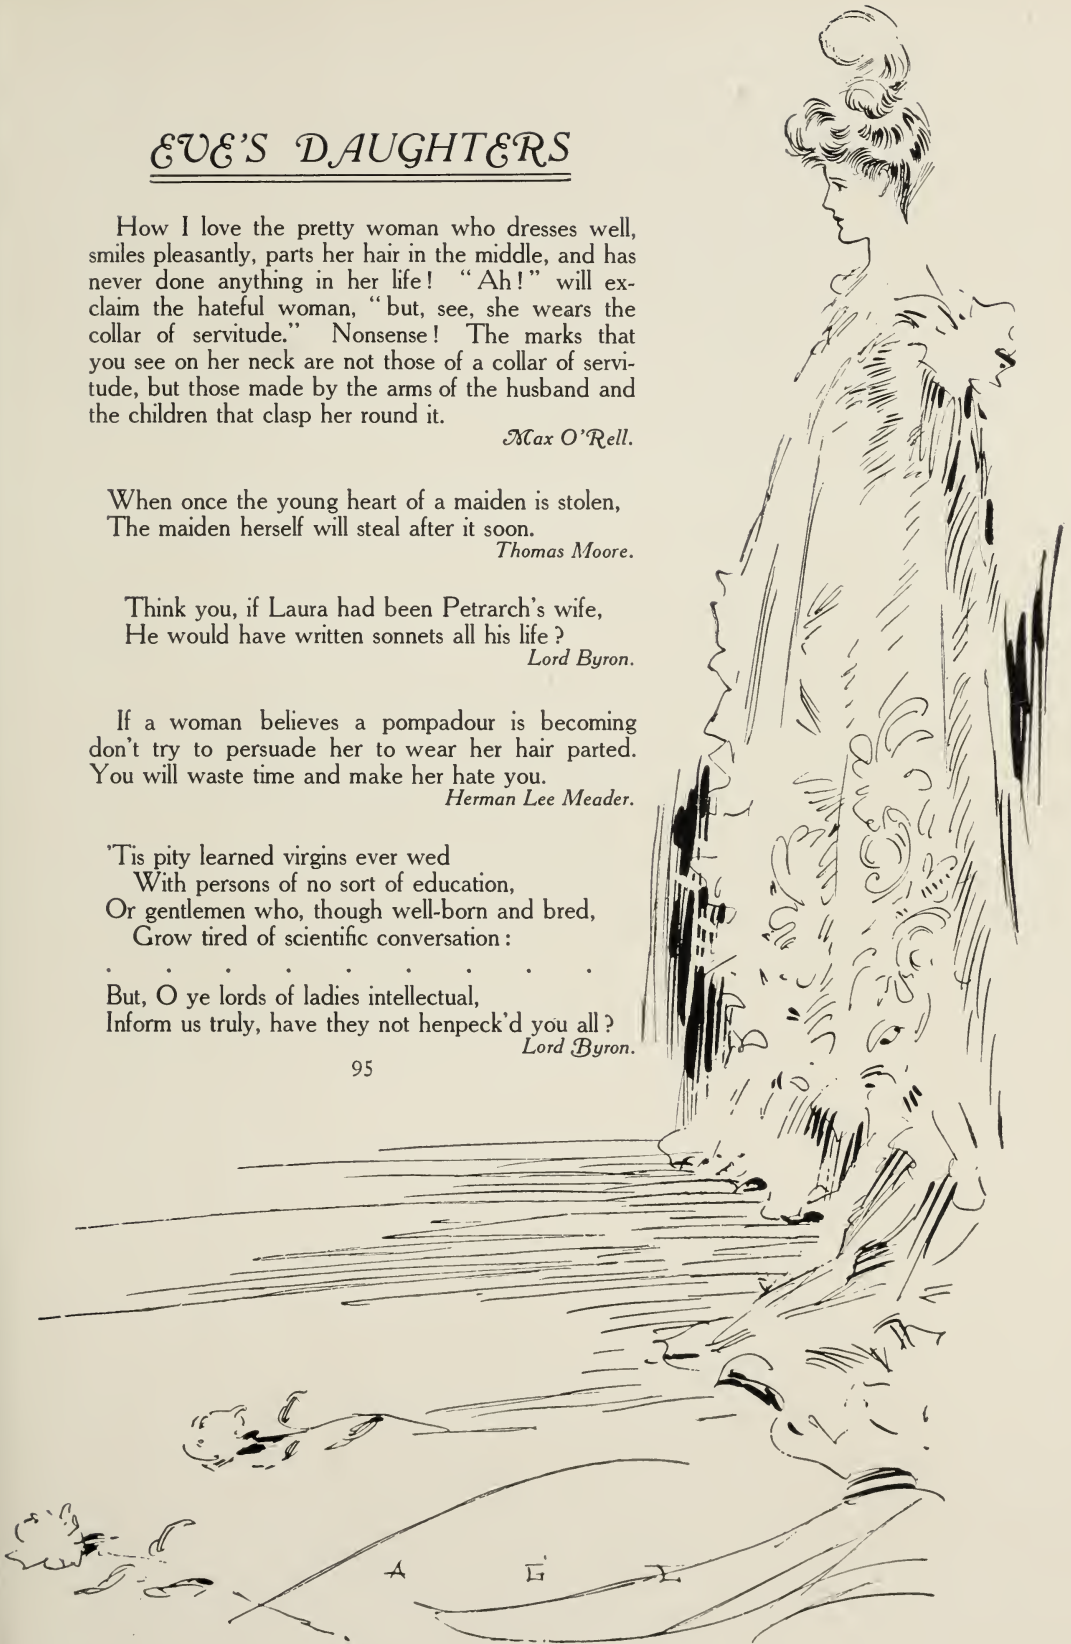 EVE'S DAUGHTERS
How I love the pretty woman who dresses well,
smiles pleasantly, parts her hair in the middle, and has
never done anything in her life! "Ah!" will ex-
claim the hateful woman, "but, see, she wears the
collar of servitude." Nonsense! The marks that
you see on her neck are not those of a collar of servi-
tude, but those made by the arms of the husband and
the children that clasp her round it.
Max O'Rell.
When once the young heart of a maiden is stolen,
The maiden herself will steal after it soon.
Thomas Moore.
Think you, if Laura had been Petrarch's wife,
He would have written sonnets all his life?
Lord Byron.
If a woman believes a pompadour is becoming
don't try to persuade her to wear her hair parted.
You will waste time and make her hate you.
Herman Lee Meader.
'Tis pity learned virgins ever wed
With persons of no sort of education,
Or gentlemen who, though well-born and bred,
Grow tired of scientific conversation:
. . . . . . . . .
But, O ye lords of ladies intellectual,
Inform us truly, have they not henpeck'd you all?
Lord Byron.
95
A G L